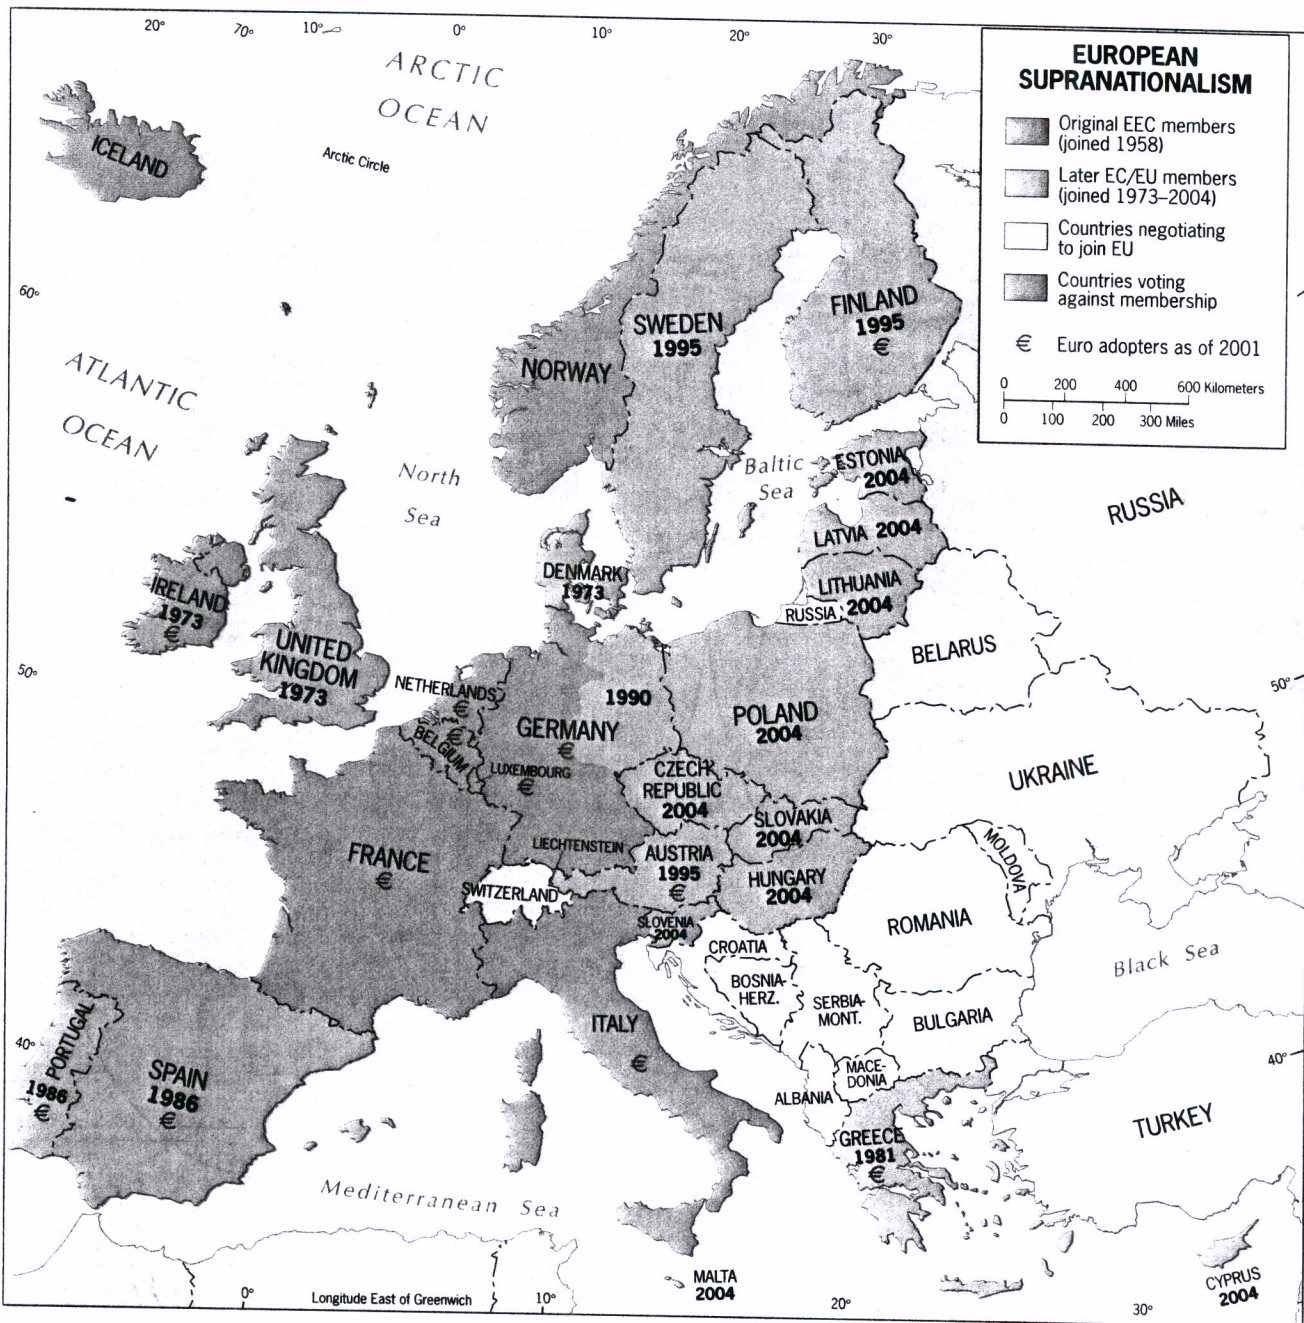 20° 70° 10° 0° 10° 20° 30°
EUROPEAN
SUPRANATIONALISM
Original EEC members
(joined 1958)
Later EC/EU members
(joined 1973–2004)
Countries negotiating
to join EU
Countries voting
against membership
€ Euro adopters as of 2001
0 200 400 600 Kilometers
0 100 200 300 Miles
ARCTIC
OCEAN
Arctic Circle
ICELAND
60°
ATLANTIC
OCEAN
NORWAY
SWEDEN
1995
FINLAND
1995
€
North
Sea
Baltic
Sea
ESTONIA
2004
LATVIA 2004
LITHUANIA
2004
RUSSIA
RUSSIA
DENMARK
1973
IRELAND
1973
€
UNITED
KINGDOM
1973
50°
50°
BELARUS
NETHERLANDS
€
BELGIUM
€
GERMANY
€
1990
POLAND
2004
LUXEMBOURG
€
CZECH
REPUBLIC
2004
SLOVAKIA
2004
UKRAINE
LIECHTENSTEIN
AUSTRIA
1995
€
HUNGARY
2004
MOLDOVA
FRANCE
€
SWITZERLAND
SLOVENIA
2004
CROATIA
ROMANIA
BOSNIA-
HERZ.
SERBIA-
MONT.
BULGARIA
Black Sea
ITALY
€
40°
40°
PORTUGAL
1986
€
SPAIN
1986
€
MACE-
DONIA
ALBANIA
GREECE
1981
€
TURKEY
Mediterranean Sea
MALTA
2004
CYPRUS
2004
0° Longitude East of Greenwich 10° 20° 30°